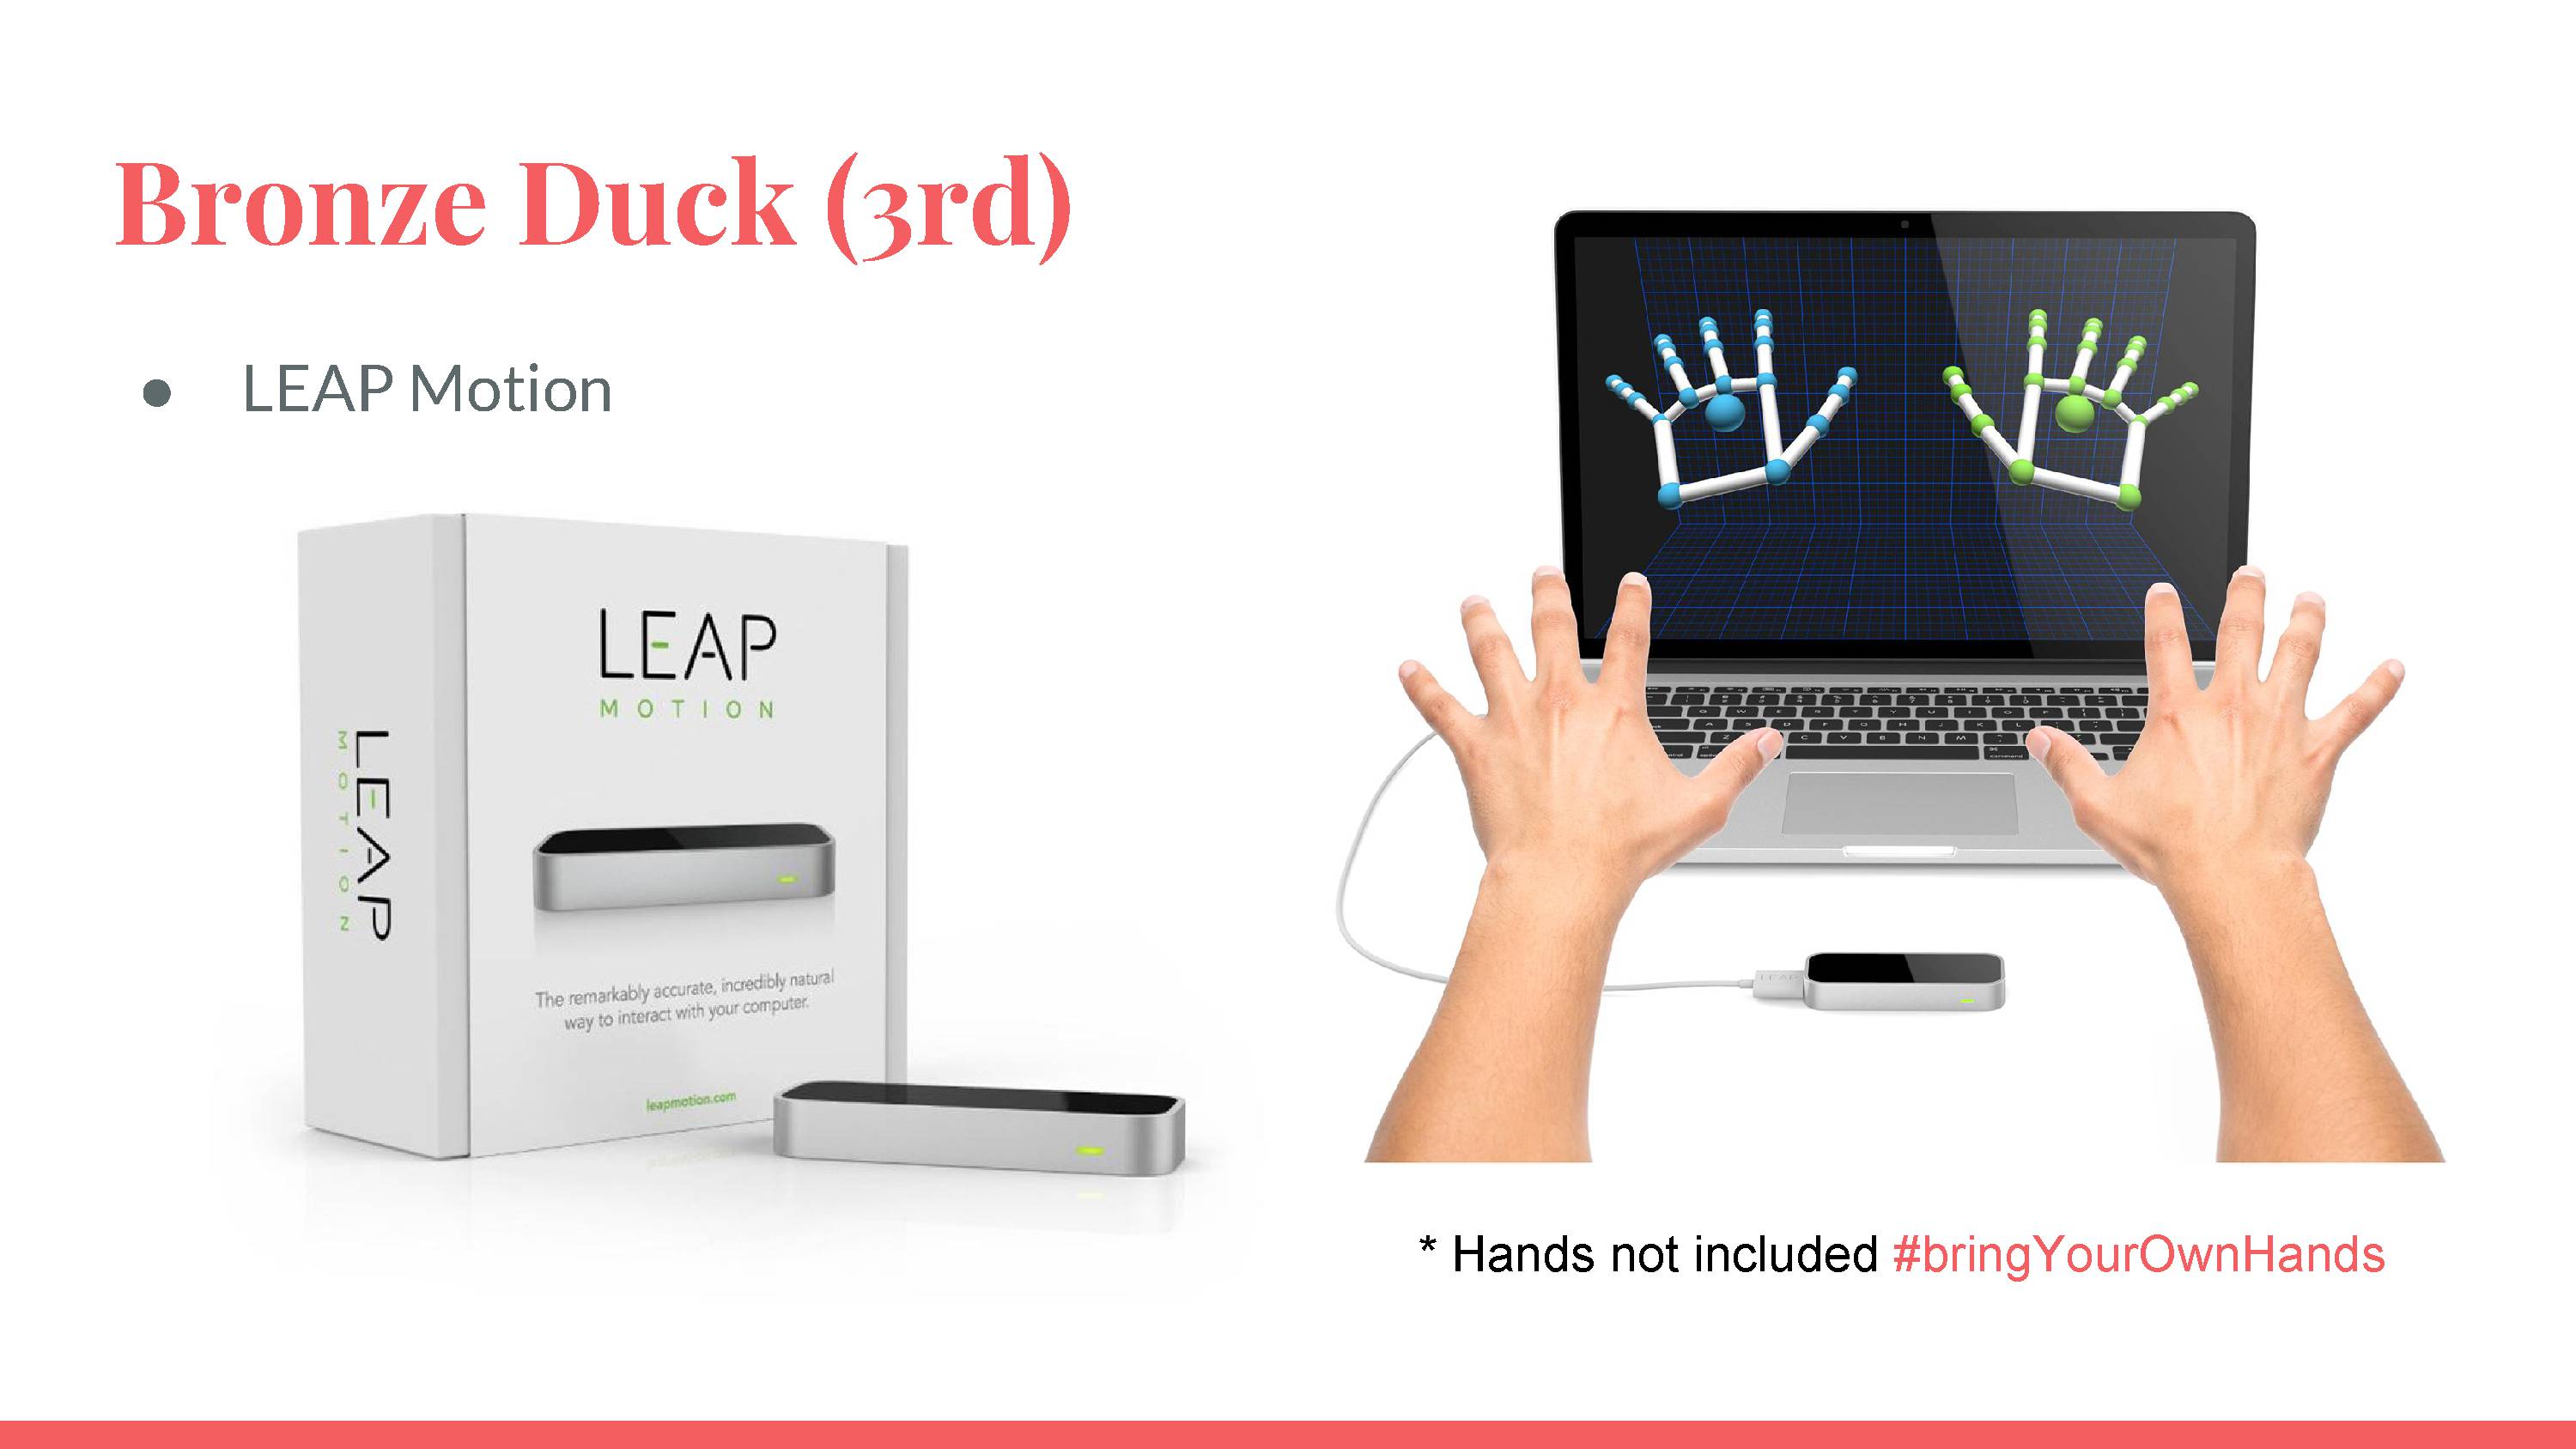 Bronze Duck (3rd)
● LEAP Motion
LEAP
MOTION
LEAP
MOTION
The remarkably accurate, incredibly natural
way to interact with your computer.
leapmotion.com
LEAP
* Hands not included #bringYourOwnHands